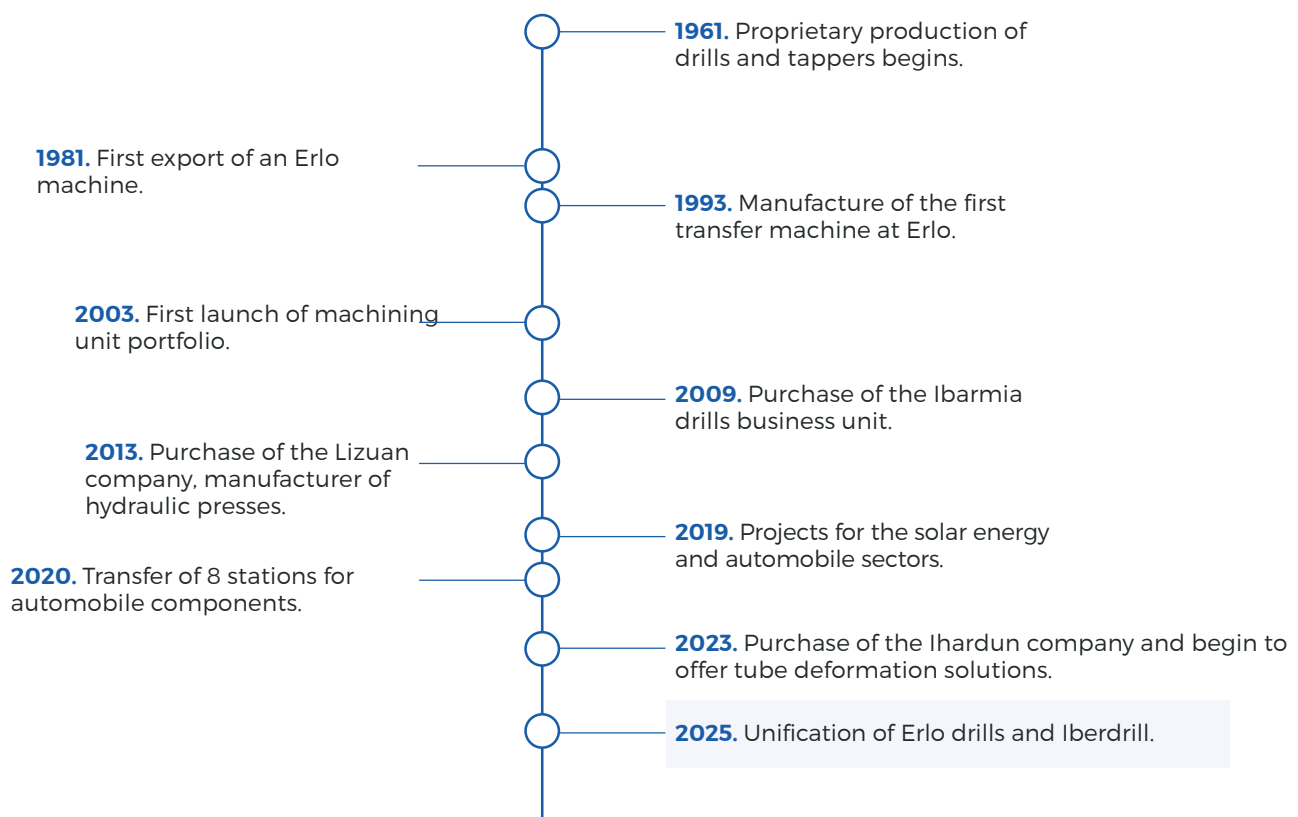 1961. Proprietary production of
drills and tappers begins.
1981. First export of an Erlo
machine.
1993. Manufacture of the first
transfer machine at Erlo.
2003. First launch of machining
unit portfolio.
2009. Purchase of the Ibarmia
drills business unit.
2013. Purchase of the Lizuan
company, manufacturer of
hydraulic presses.
2019. Projects for the solar energy
and automobile sectors.
2020. Transfer of 8 stations for
automobile components.
2023. Purchase of the Ihardun company and begin to
offer tube deformation solutions.
2025. Unification of Erlo drills and Iberdrill.